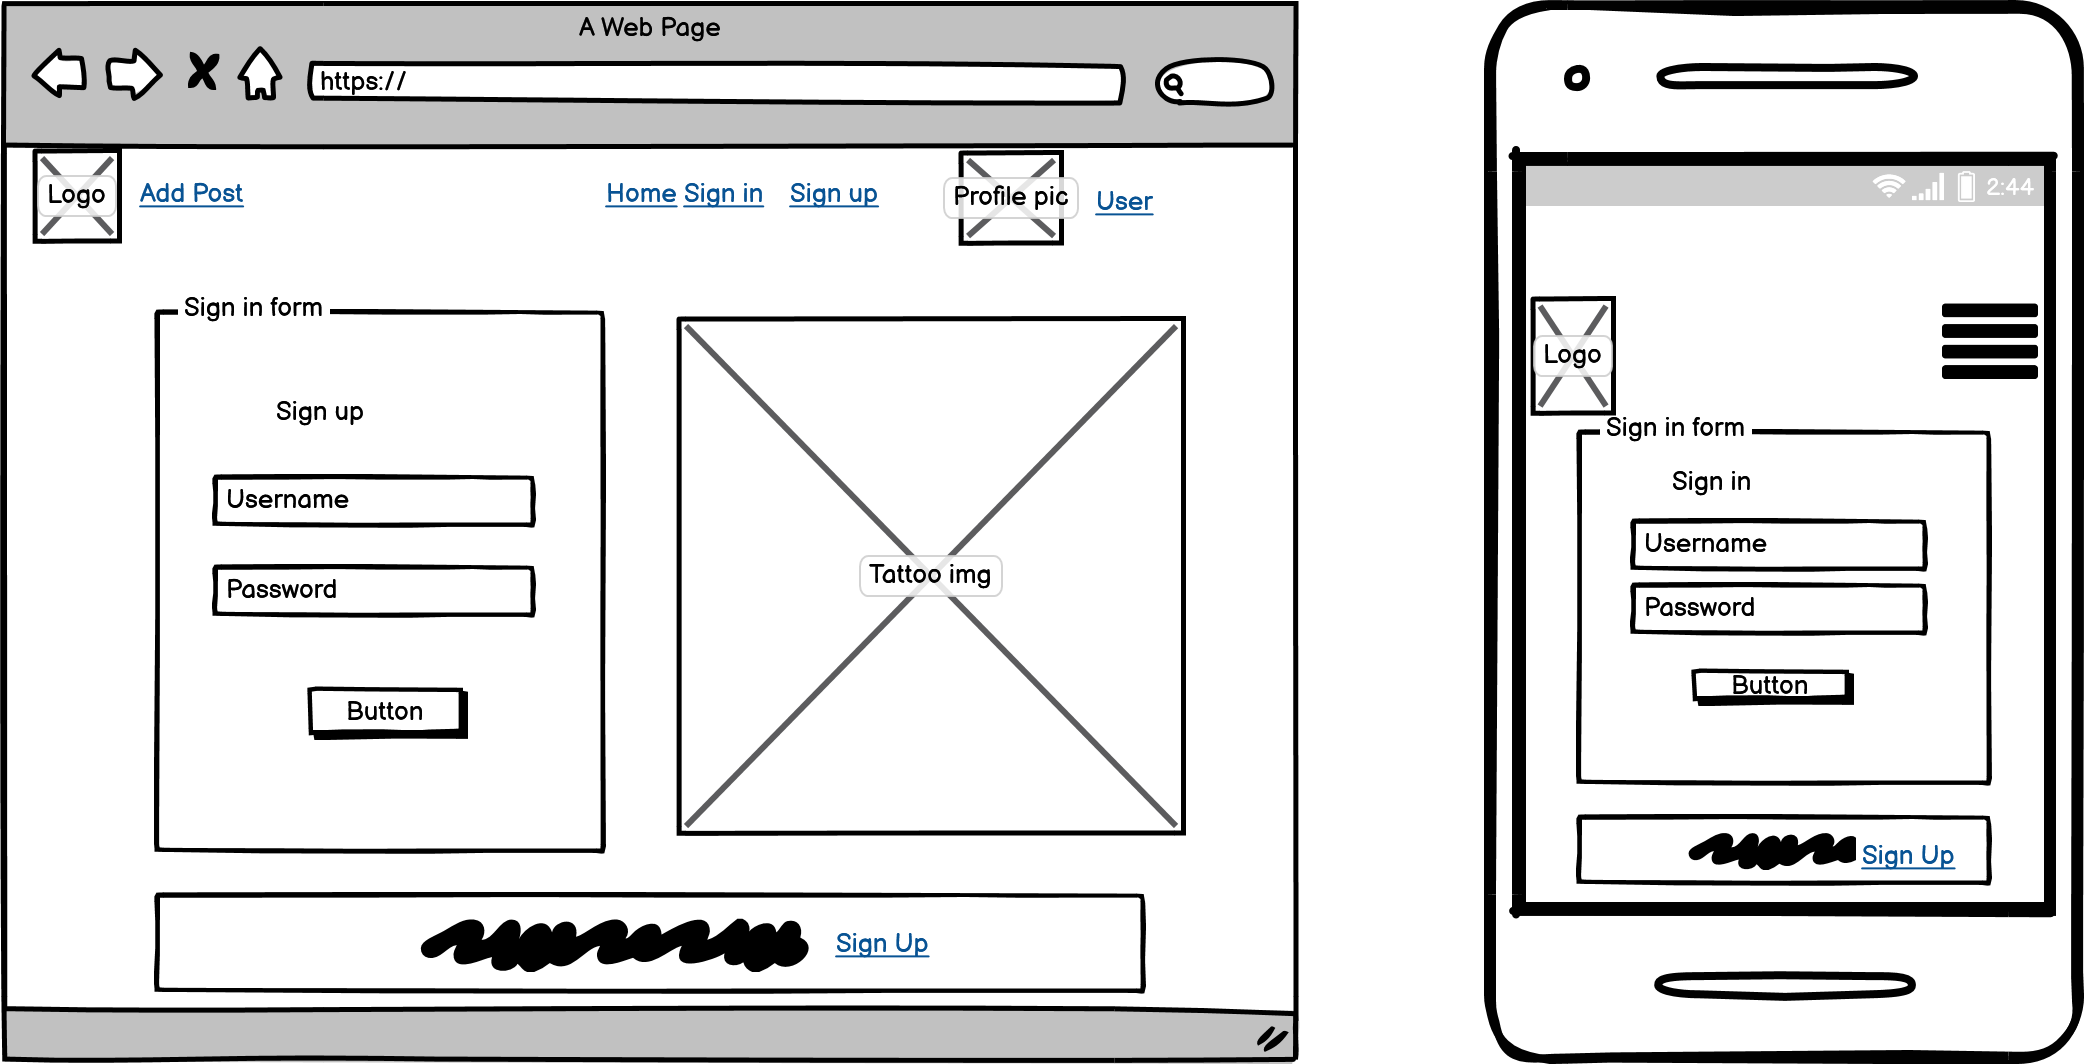 A Web Page
https://
Logo
Add Post
Home Sign in Sign up
Profile pic
User
Sign in form
Sign up
Username
Password
Button
Tattoo img
Sign Up
2:44
Logo
Sign in form
Sign in
Username
Password
Button
Sign Up